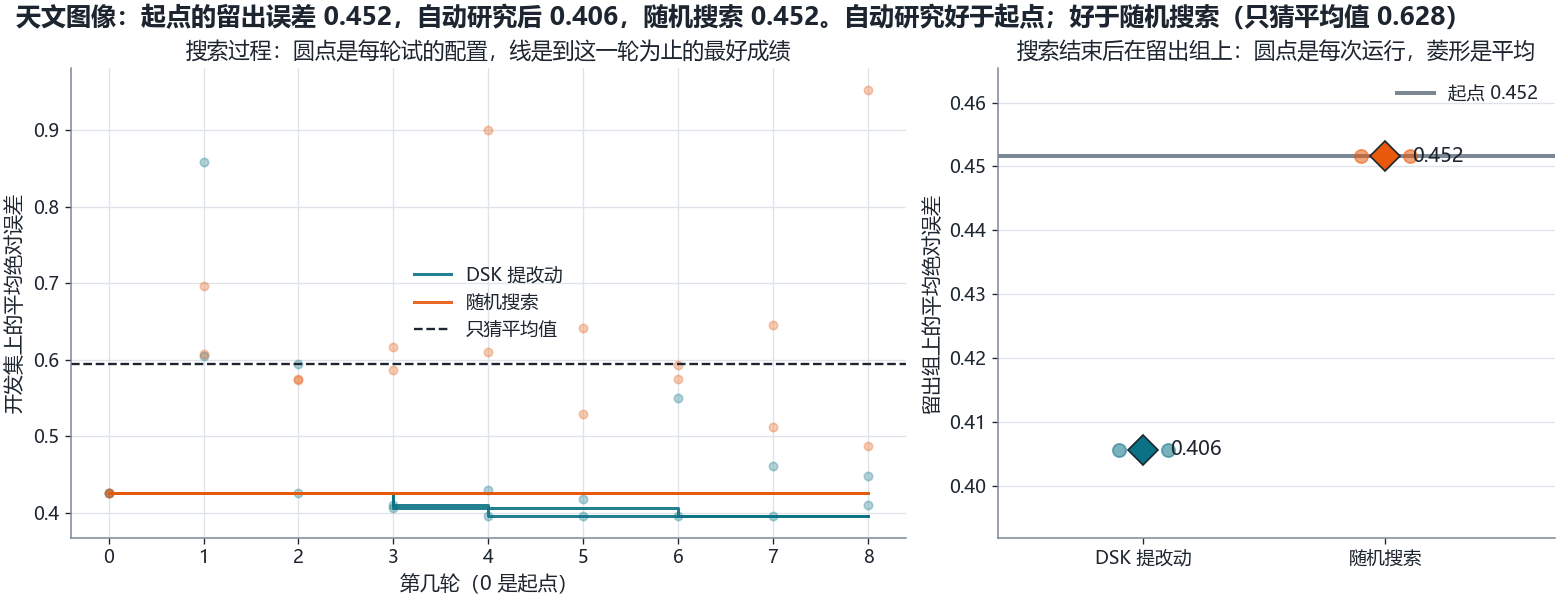 天文图像：起点的留出误差 0.452，自动研究后 0.406，随机搜索 0.452。自动研究好于起点；好于随机搜索（只猜平均值 0.628）
搜索过程：圆点是每轮试的配置，线是到这一轮为止的最好成绩
开发集上的平均绝对误差
0.9
0.8
0.7
0.6
0.5
0.4
DSK 提改动
随机搜索
只猜平均值
0
1
2
3
4
5
6
7
8
第几轮（0 是起点）
搜索结束后在留出组上：圆点是每次运行，菱形是平均
留出组上的平均绝对误差
0.46
0.45
0.44
0.43
0.42
0.41
0.40
起点 0.452
0.452
0.406
DSK 提改动
随机搜索